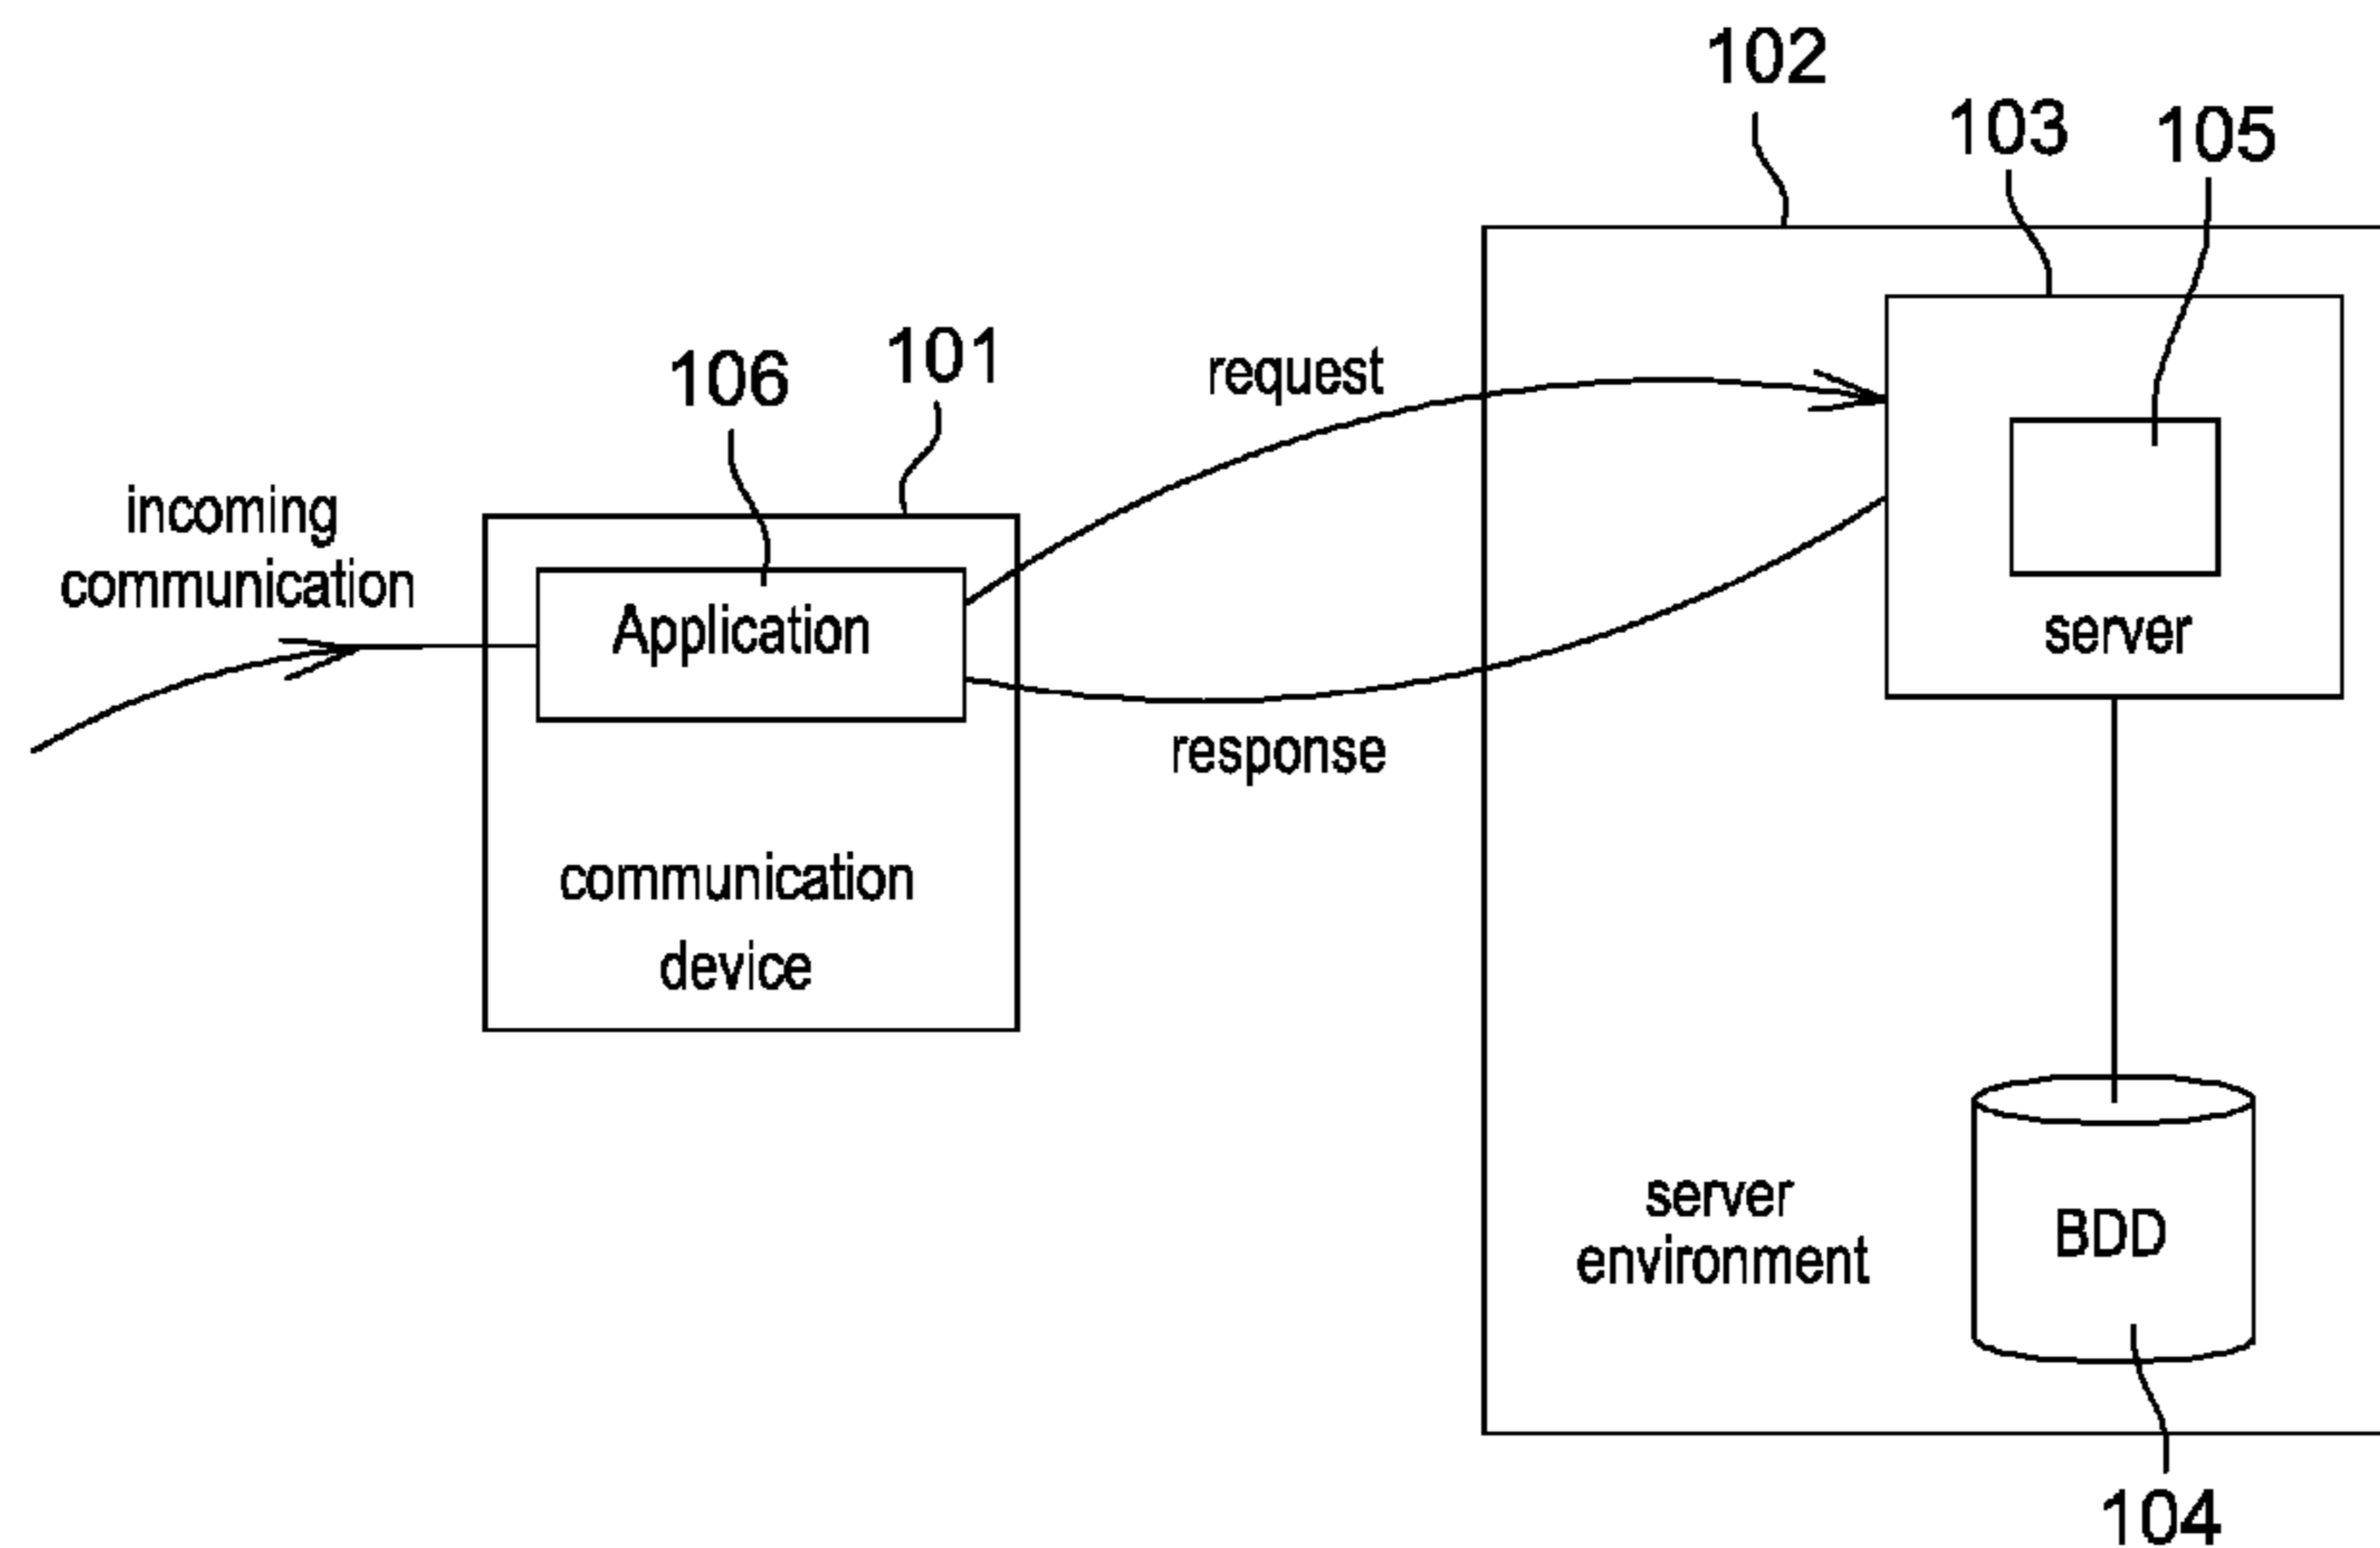 102
103
105
101
106
request
incoming
communication
Application
server
response
communication
device
server
environment
BDD
104